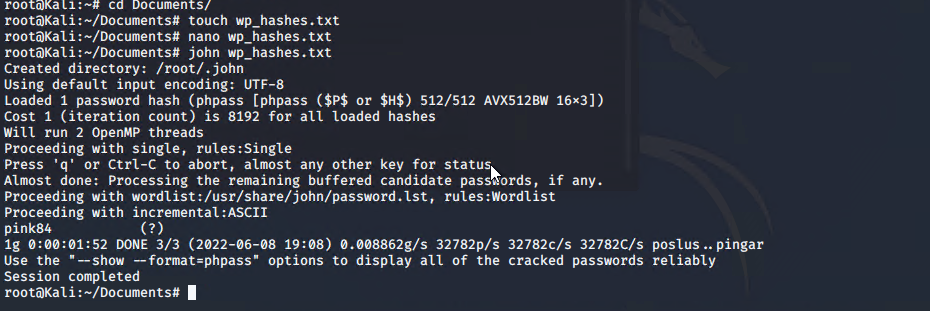 root@Kali:~# cd Documents/
root@Kali:~/Documents# touch wp_hashes.txt
root@Kali:~/Documents# nano wp_hashes.txt
root@Kali:~/Documents# john wp_hashes.txt
Created directory: /root/.john
Using default input encoding: UTF-8
Loaded 1 password hash (phpass [phpass ($P$ or $H$) 512/512 AVX512BW 16×3])
Cost 1 (iteration count) is 8192 for all loaded hashes
Will run 2 OpenMP threads
Proceeding with single, rules:Single
Press 'q' or Ctrl-C to abort, almost any other key for status
Almost done: Processing the remaining buffered candidate passwords, if any.
Proceeding with wordlist:/usr/share/john/password.lst, rules:Wordlist
Proceeding with incremental:ASCII
pink84           (?)
1g 0:00:01:52 DONE 3/3 (2022-06-08 19:08) 0.008862g/s 32782p/s 32782c/s 32782C/s poslus..pingar
Use the "--show --format=phpass" options to display all of the cracked passwords reliably
Session completed
root@Kali:~/Documents#